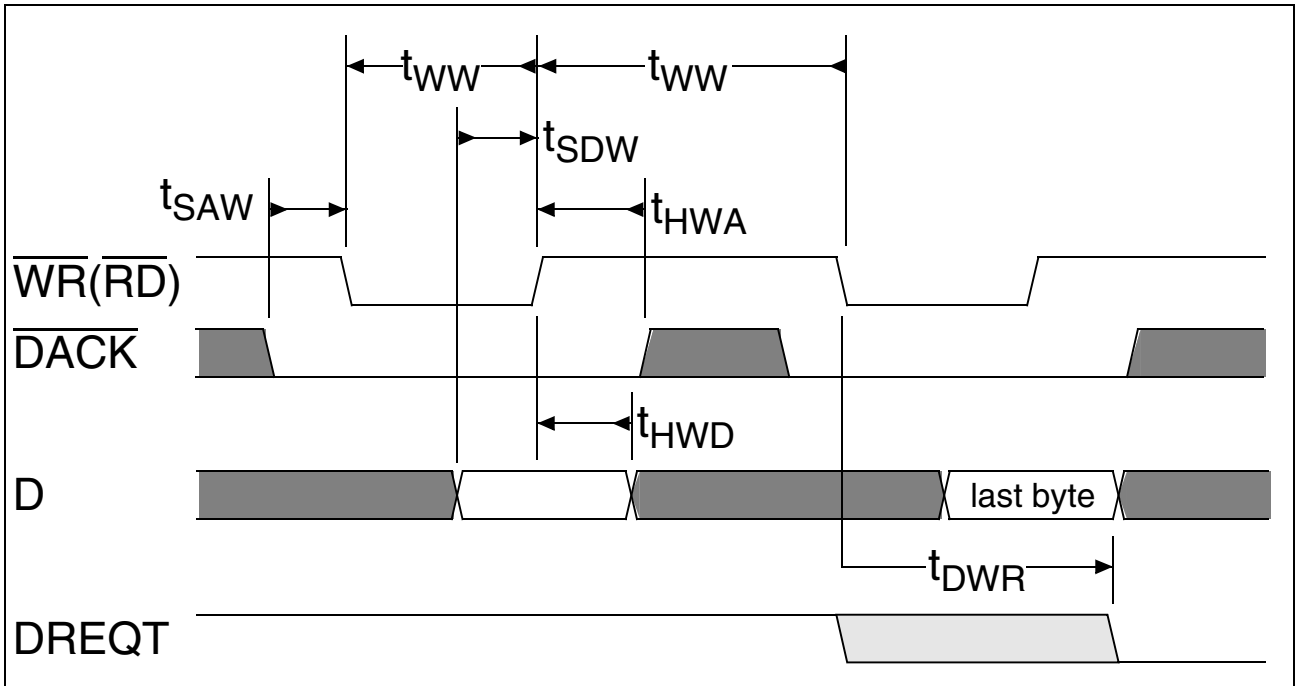 tWW tWW
tSDW
tSAW tHWA
WR(RD)
DACK
tHWD
D last byte
tDWR
DREQT